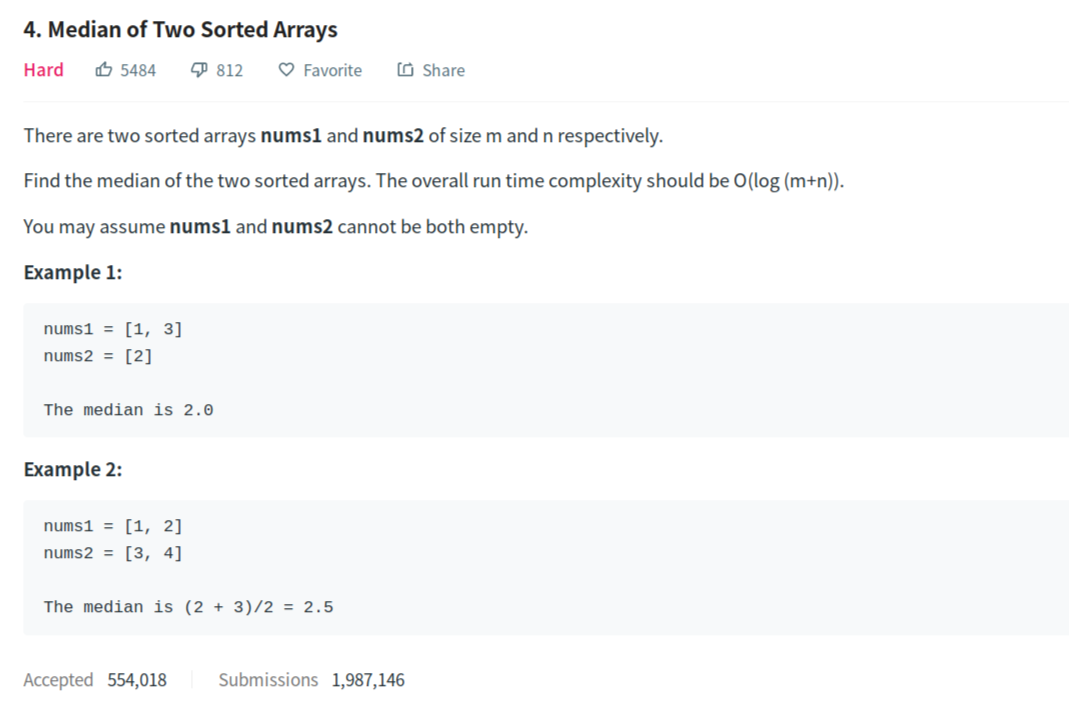 4. Median of Two Sorted Arrays
Hard 5484 812 Favorite Share
There are two sorted arrays nums1 and nums2 of size m and n respectively.
Find the median of the two sorted arrays. The overall run time complexity should be O(log (m+n)).
You may assume nums1 and nums2 cannot be both empty.
Example 1:
nums1 = [1, 3]
nums2 = [2]
The median is 2.0
Example 2:
nums1 = [1, 2]
nums2 = [3, 4]
The median is (2 + 3)/2 = 2.5
Accepted 554,018 Submissions 1,987,146